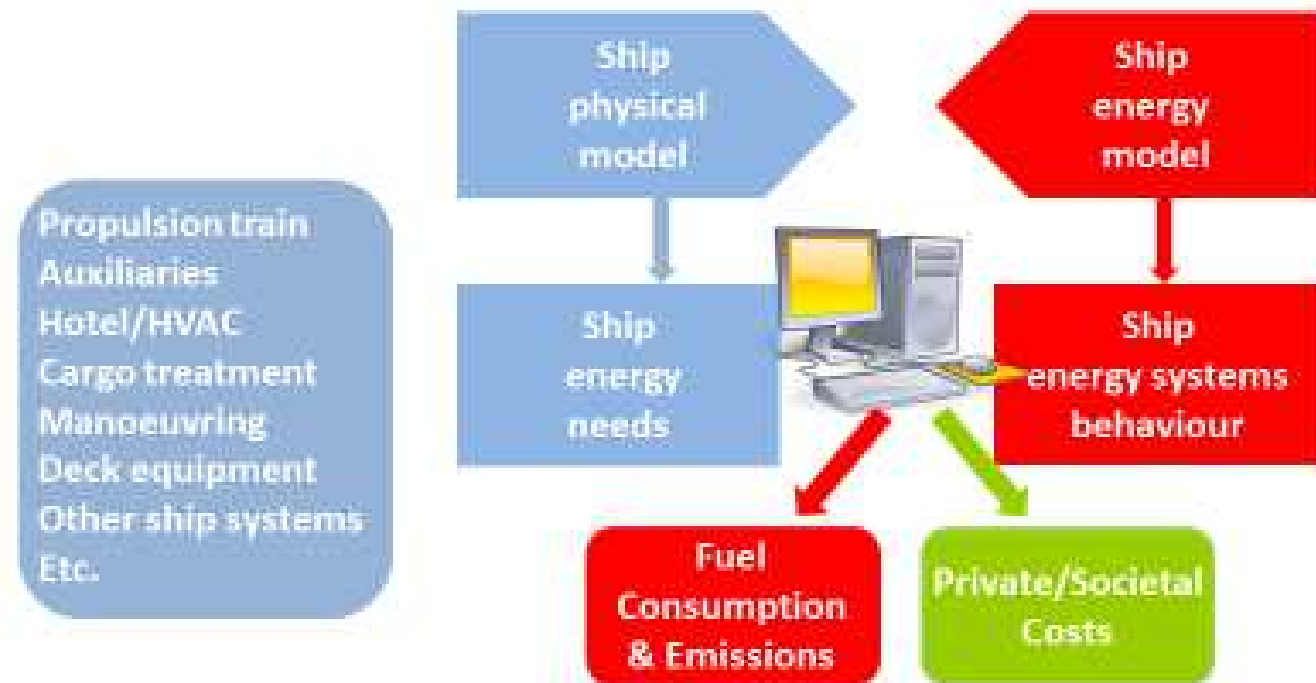 Ship
physical
model
Ship
energy
model
Propulsion train
Auxiliaries
Hotel/HVAC
Cargo treatment
Manoeuvring
Deck equipment
Other ship systems
Etc.
Ship
energy
needs
Ship
energy systems
behaviour
Fuel
Consumption
& Emissions
Private/Societal
Costs